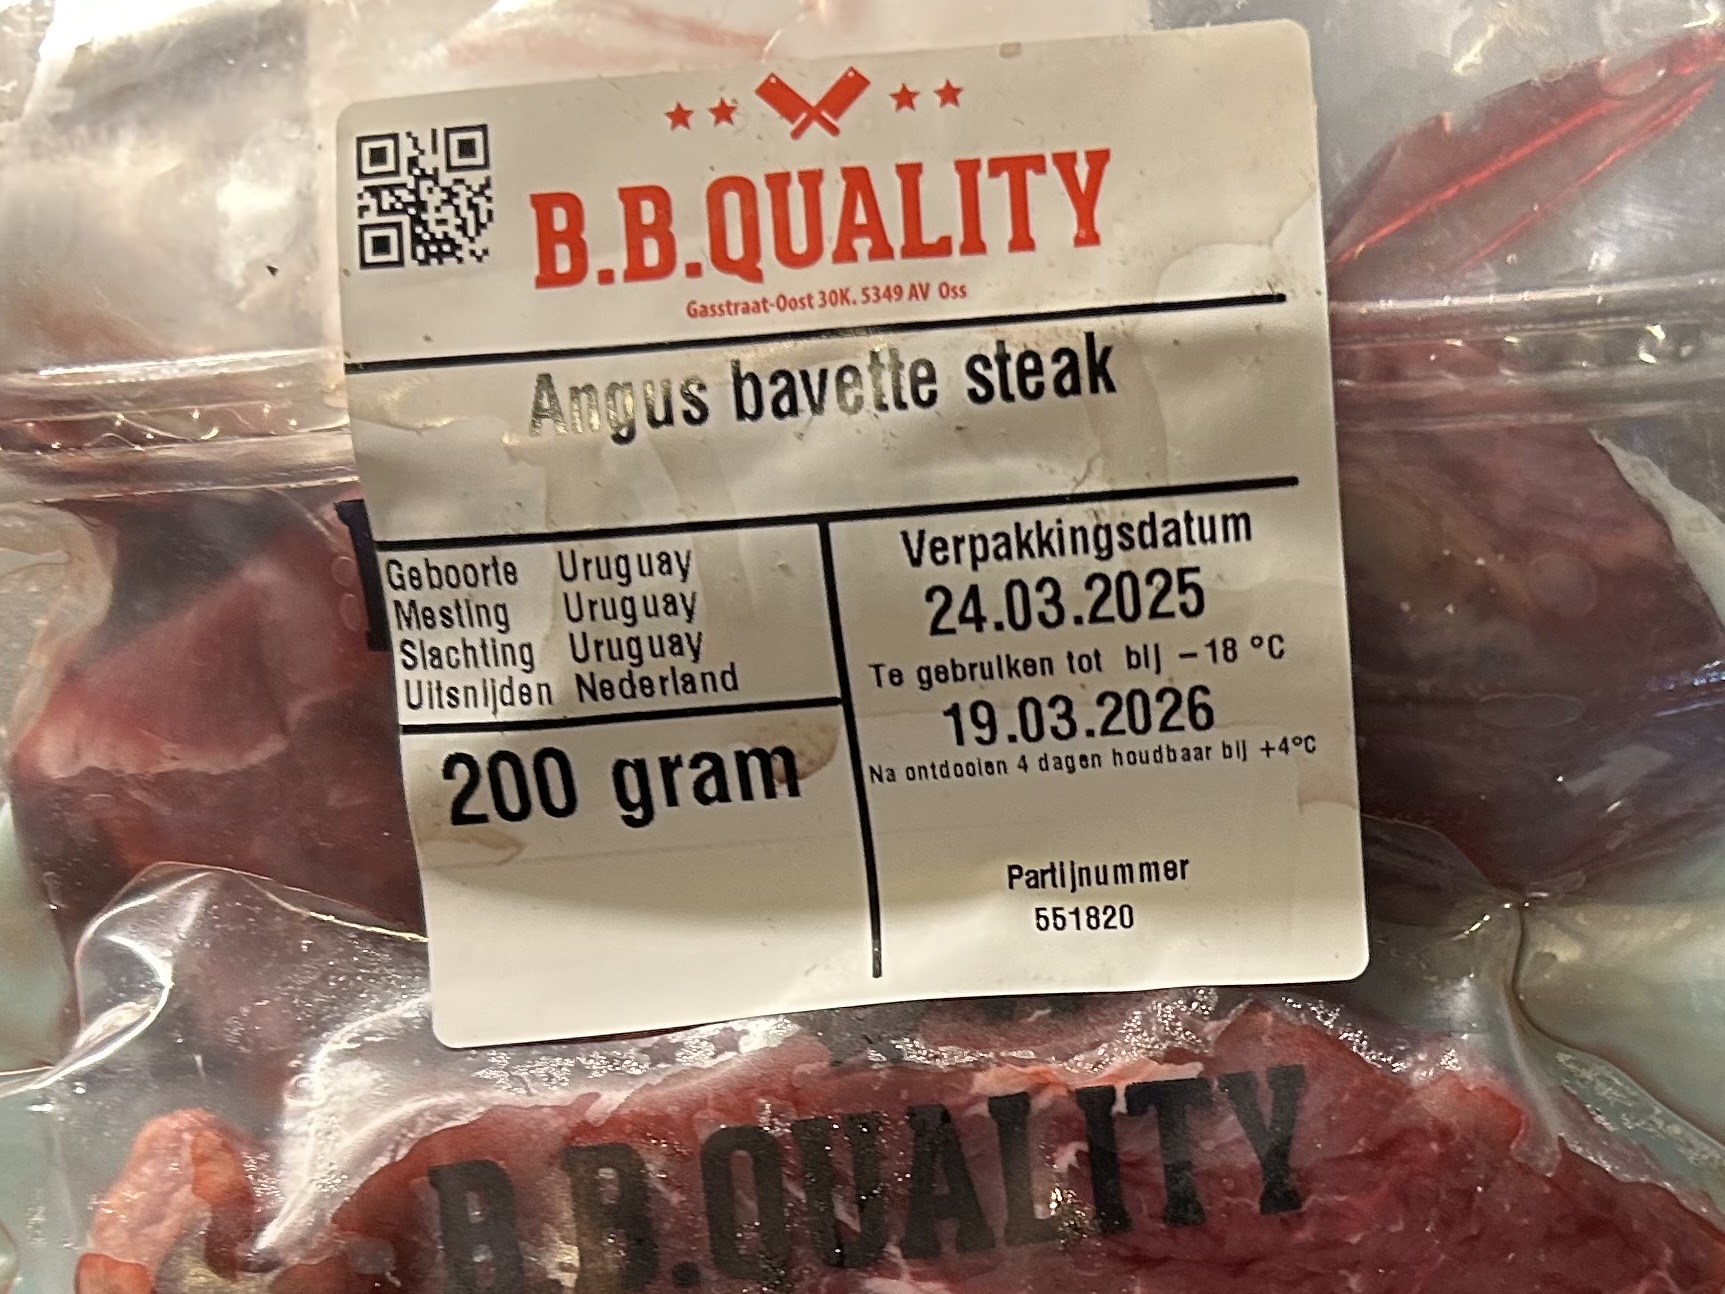 B.B.QUALITY
Gasstraat-Oost 30K. 5349 AV Oss
Angus bavette steak
Geboorte Uruguay
Mesting Uruguay
Slachting Uruguay
Uitsnijden Nederland
200 gram
Verpakkingsdatum
24.03.2025
Te gebruiken tot bij -18 °C
19.03.2026
Na ontdooien 4 dagen houdbaar bij +4°C
Partijnummer
551820
B.B.QUALITY